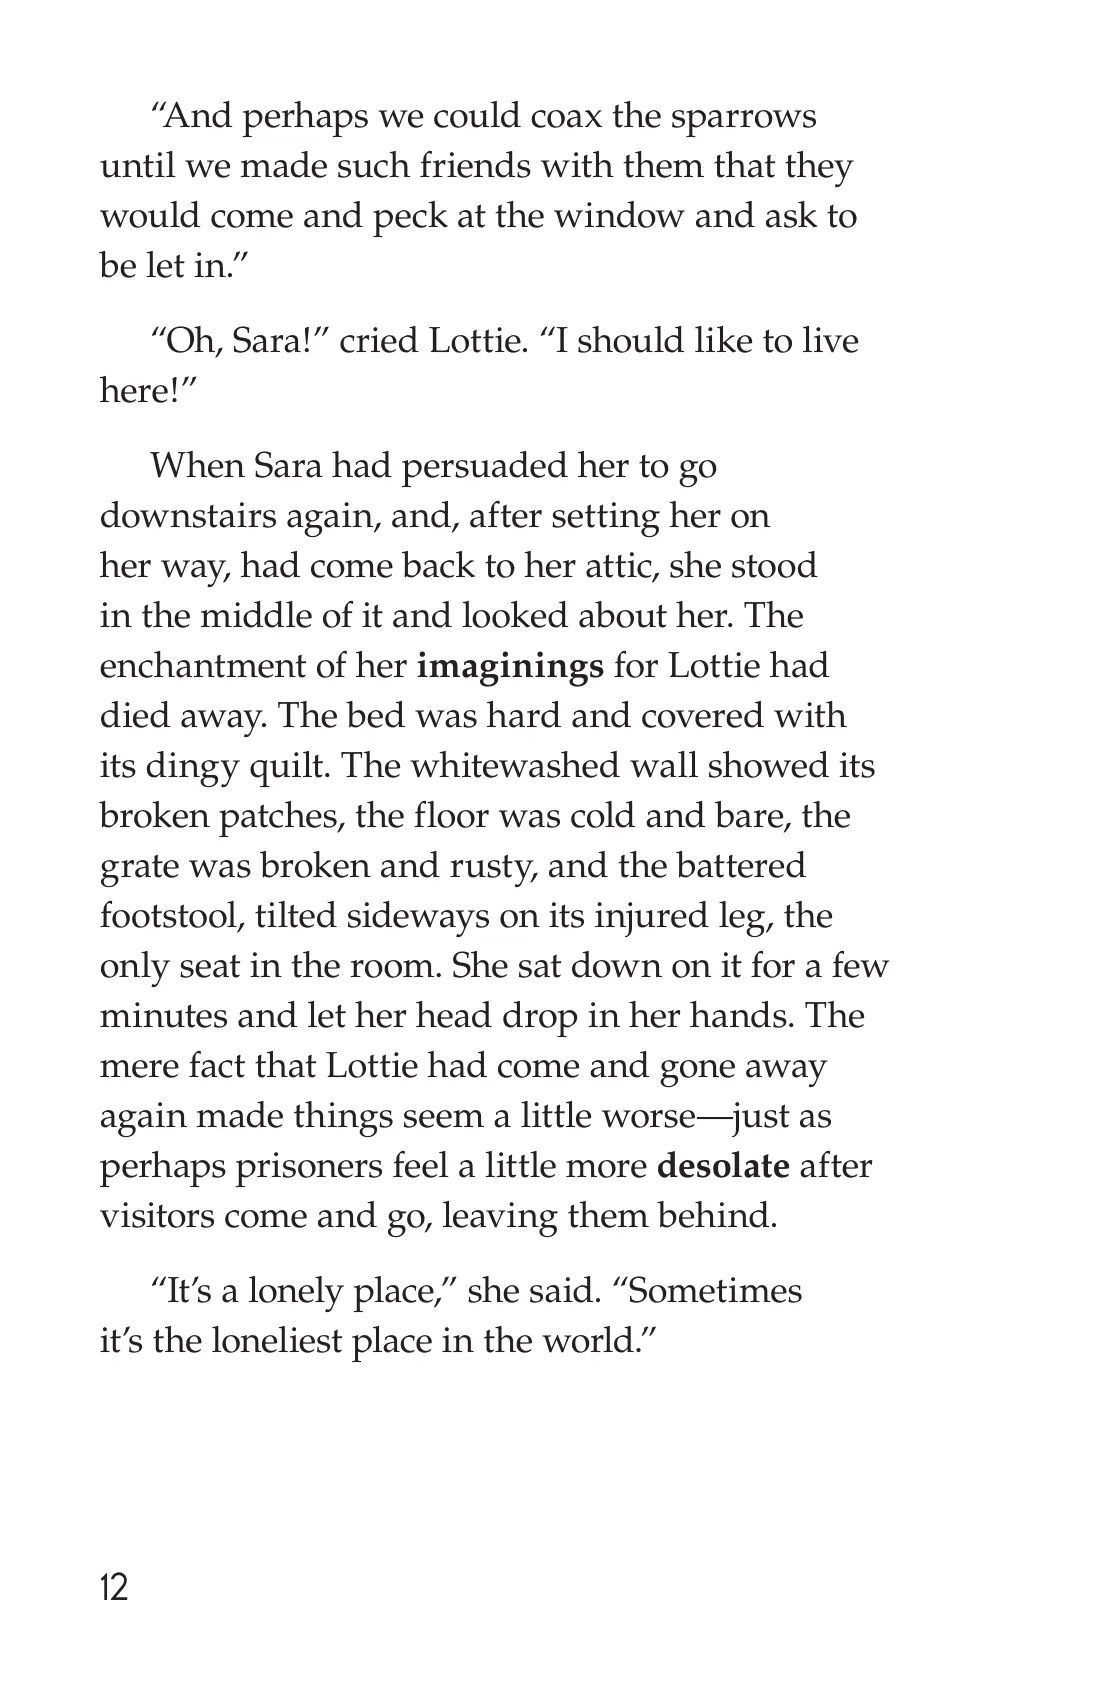 “And perhaps we could coax the sparrows
until we made such friends with them that they
would come and peck at the window and ask to
be let in.”
“Oh, Sara!” cried Lottie. “I should like to live
here!”
When Sara had persuaded her to go
downstairs again, and, after setting her on
her way, had come back to her attic, she stood
in the middle of it and looked about her. The
enchantment of her imaginings for Lottie had
died away. The bed was hard and covered with
its dingy quilt. The whitewashed wall showed its
broken patches, the floor was cold and bare, the
grate was broken and rusty, and the battered
footstool, tilted sideways on its injured leg, the
only seat in the room. She sat down on it for a few
minutes and let her head drop in her hands. The
mere fact that Lottie had come and gone away
again made things seem a little worse—just as
perhaps prisoners feel a little more desolate after
visitors come and go, leaving them behind.
“It’s a lonely place,” she said. “Sometimes
it’s the loneliest place in the world.”
12